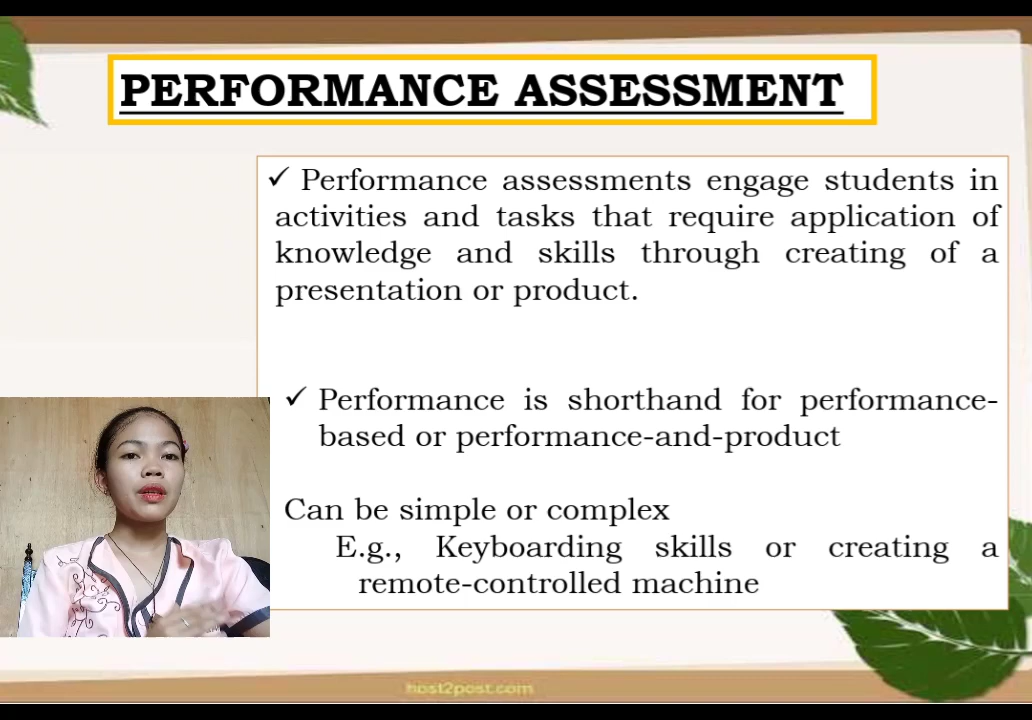 PERFORMANCE ASSESSMENT
✓ Performance assessments engage students in
activities and tasks that require application of
knowledge and skills through creating of a
presentation or product.
✓ Performance is shorthand for performance-
based or performance-and-product
Can be simple or complex
E.g., Keyboarding skills or creating a
remote-controlled machine
host2post.com